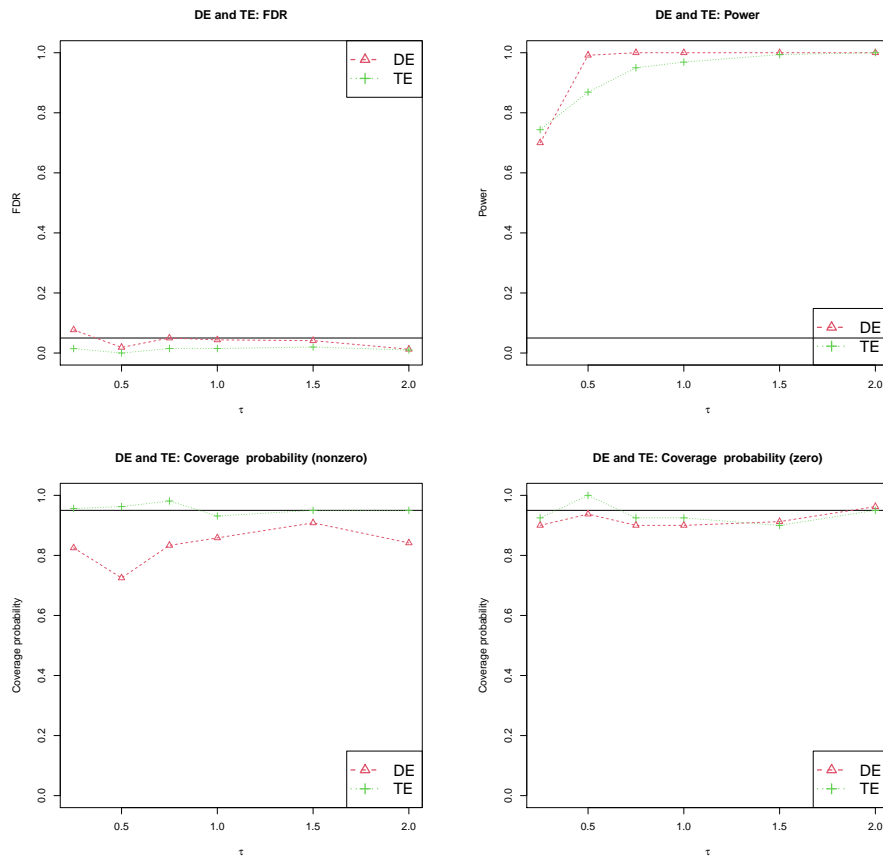 DE and TE: FDR
FDR
0.0 0.2 0.4 0.6 0.8 1.0
DE
TE
0.5 1.0 1.5 2.0
τ
DE and TE: Power
Power
0.0 0.2 0.4 0.6 0.8 1.0
DE
TE
0.5 1.0 1.5 2.0
τ
DE and TE: Coverage probability (nonzero)
Coverage probability
0.0 0.2 0.4 0.6 0.8 1.0
DE
TE
0.5 1.0 1.5 2.0
τ
DE and TE: Coverage probability (zero)
Coverage probability
0.0 0.2 0.4 0.6 0.8 1.0
DE
TE
0.5 1.0 1.5 2.0
τ